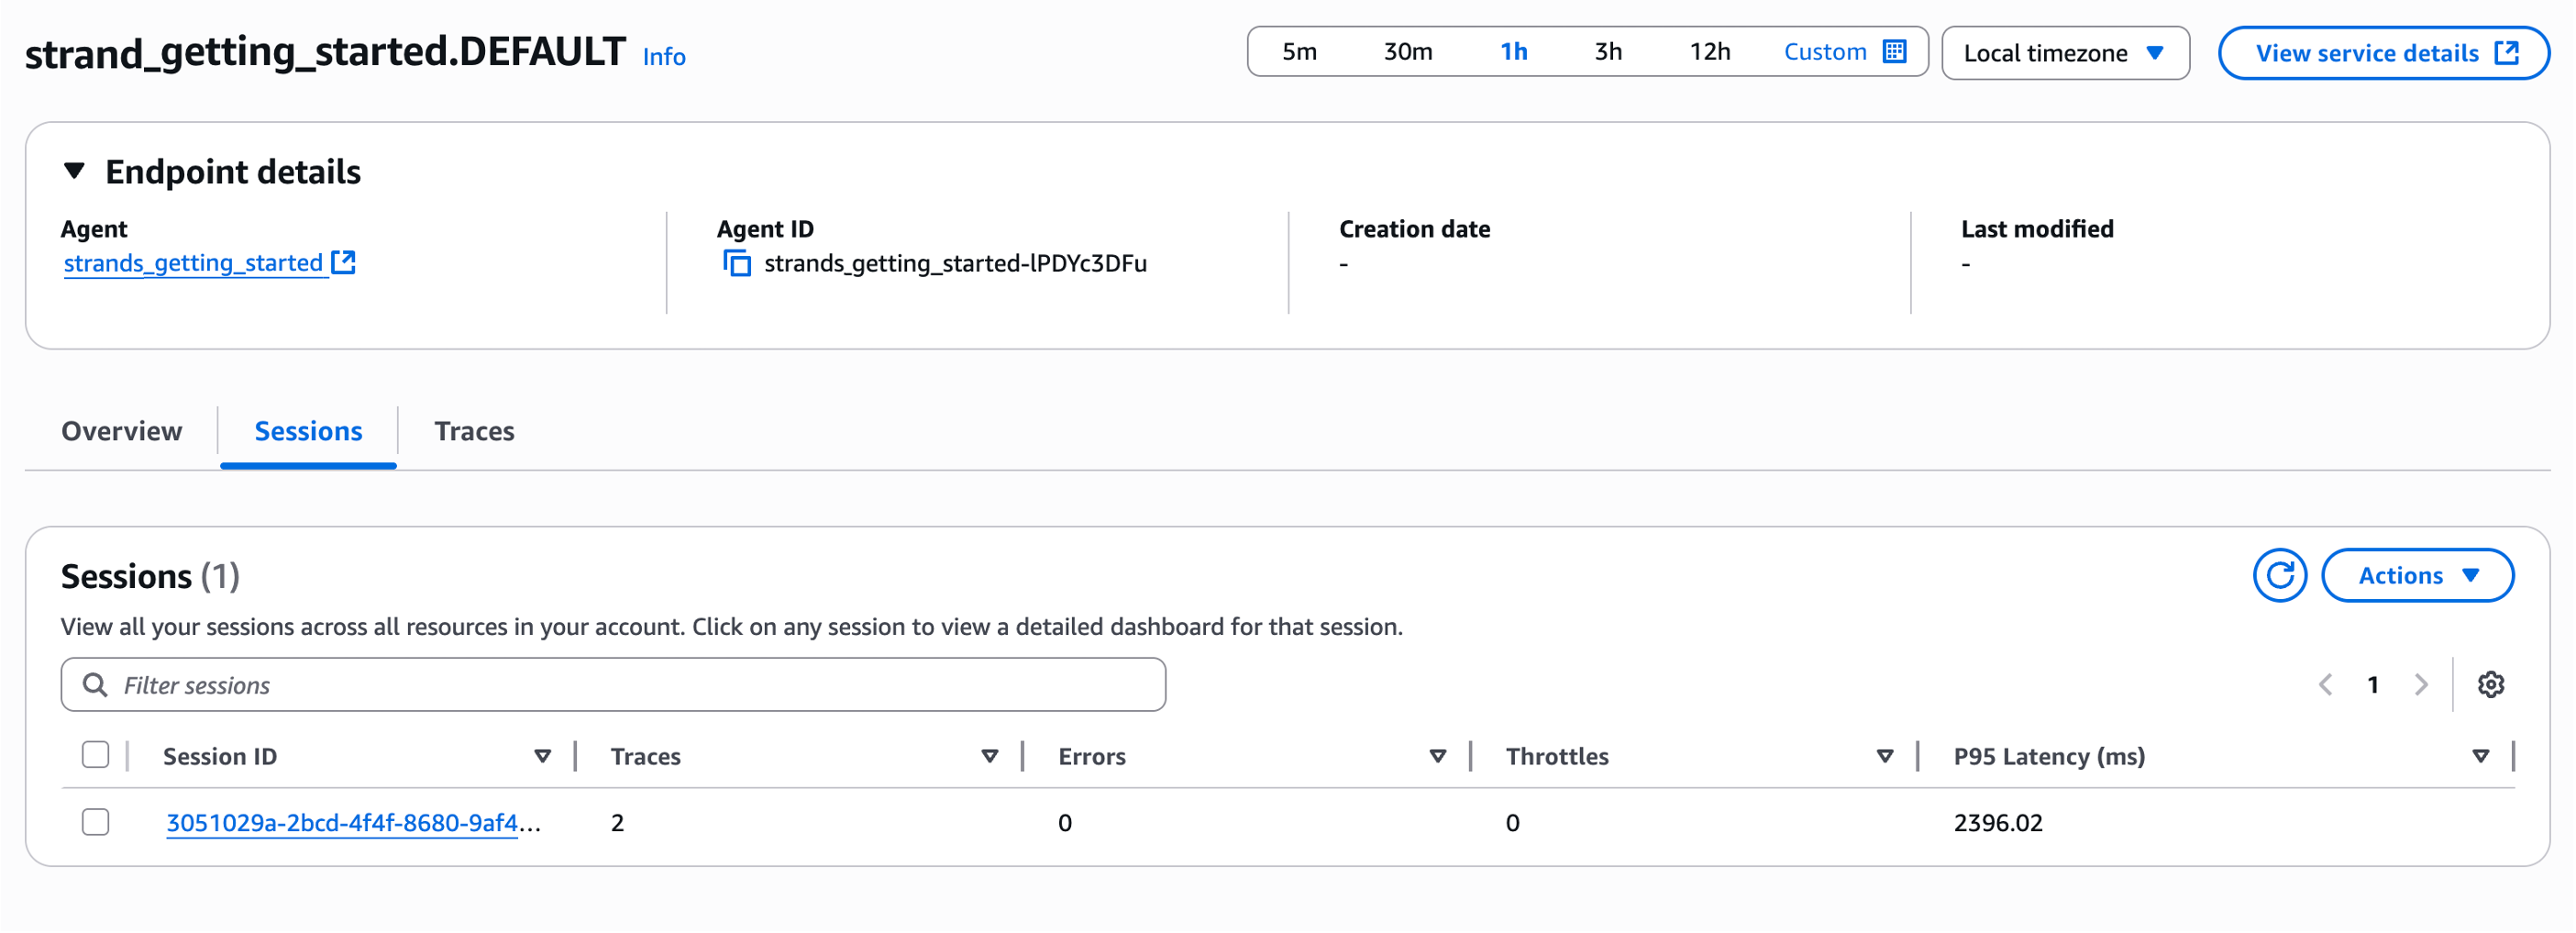 strand_getting_started.DEFAULT Info
5m 30m 1h 3h 12h Custom
Local timezone
View service details
Endpoint details
Agent
strands_getting_started
Agent ID
strands_getting_started-lPDYc3DFu
Creation date
-
Last modified
-
Overview
Sessions
Traces
Sessions (1)
Actions
View all your sessions across all resources in your account. Click on any session to view a detailed dashboard for that session.
Filter sessions
1
Session ID Traces Errors Throttles P95 Latency (ms)
3051029a-2bcd-4f4f-8680-9af4... 2 0 0 2396.02